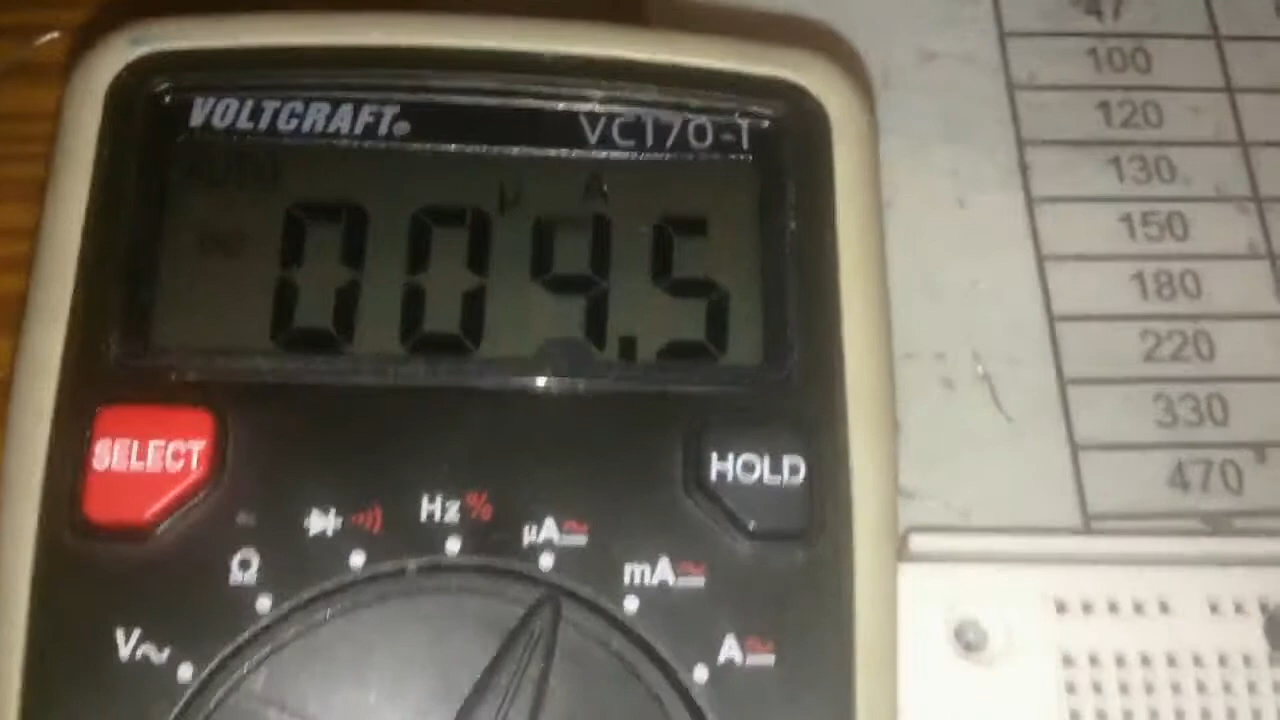 VOLTCRAFT®
VC170-1
AUTO
µ A
009.5
SELECT
HOLD
Hz%
µA
mA
A
Ω
V~
47
100
120
130
150
180
220
330
470